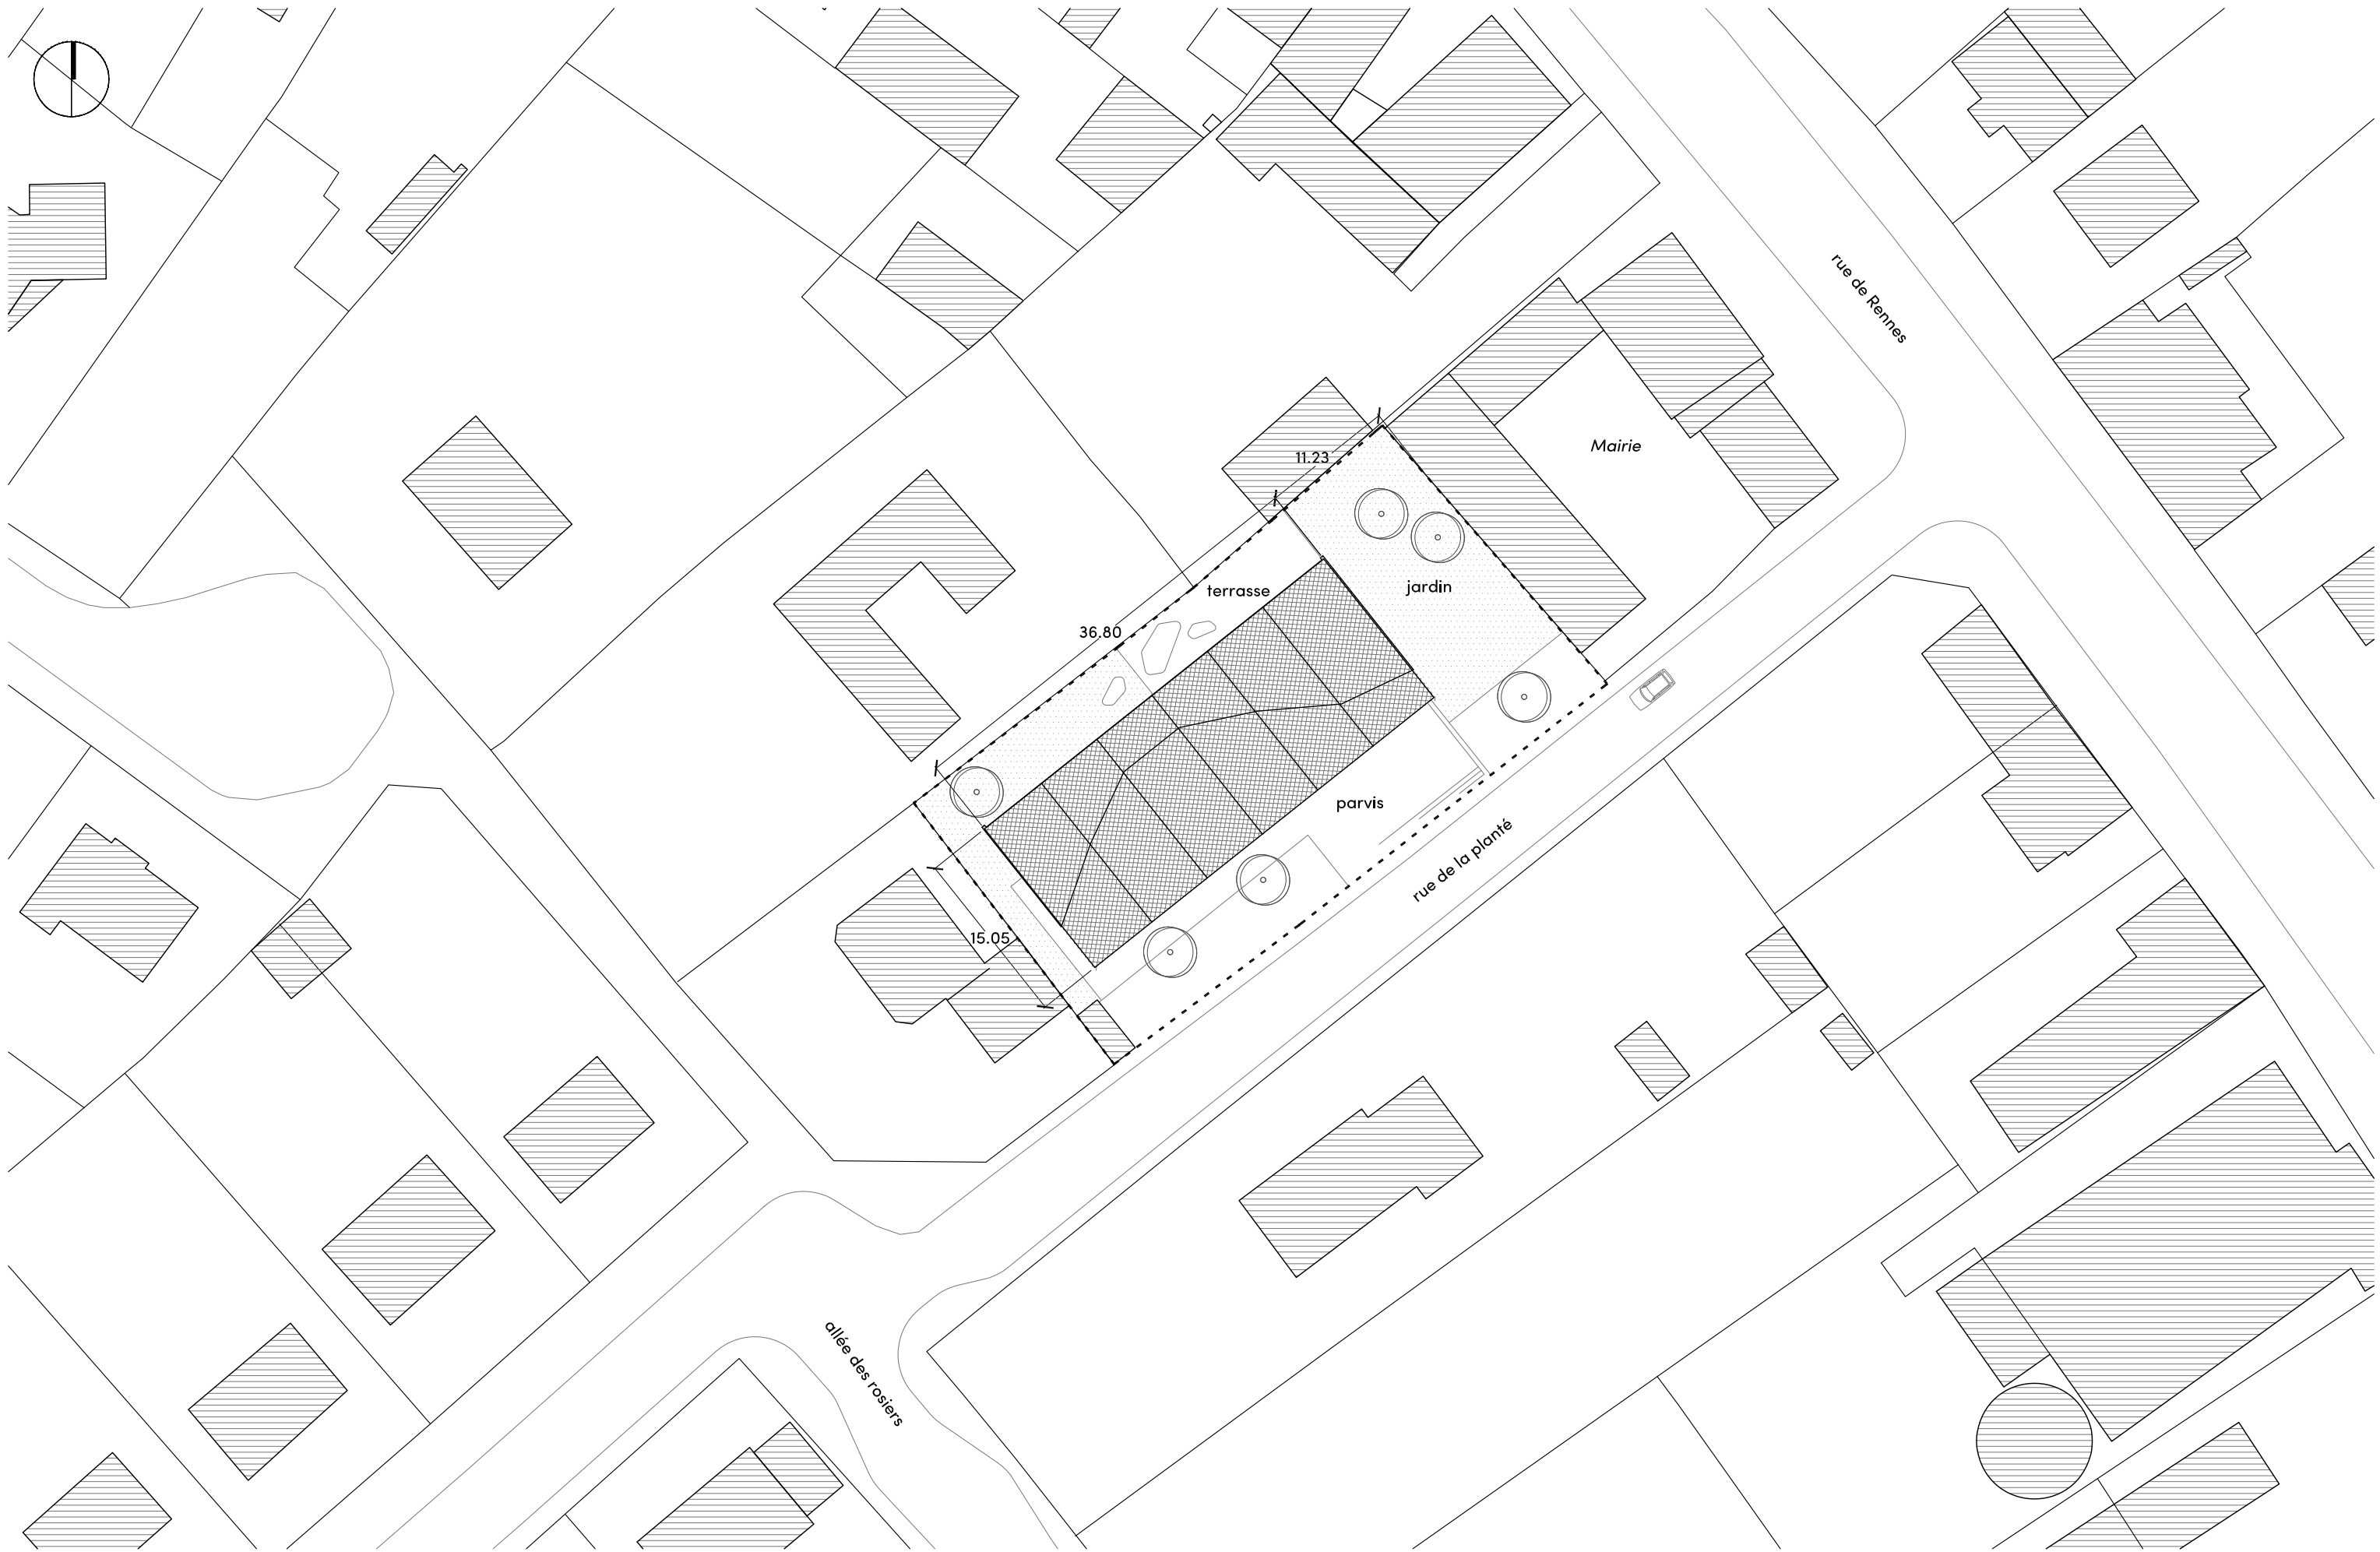 rue de Rennes
Mairie
11.23
jardin
terrasse
36.80
parvis
rue de la planté
15.05
allée des rosiers